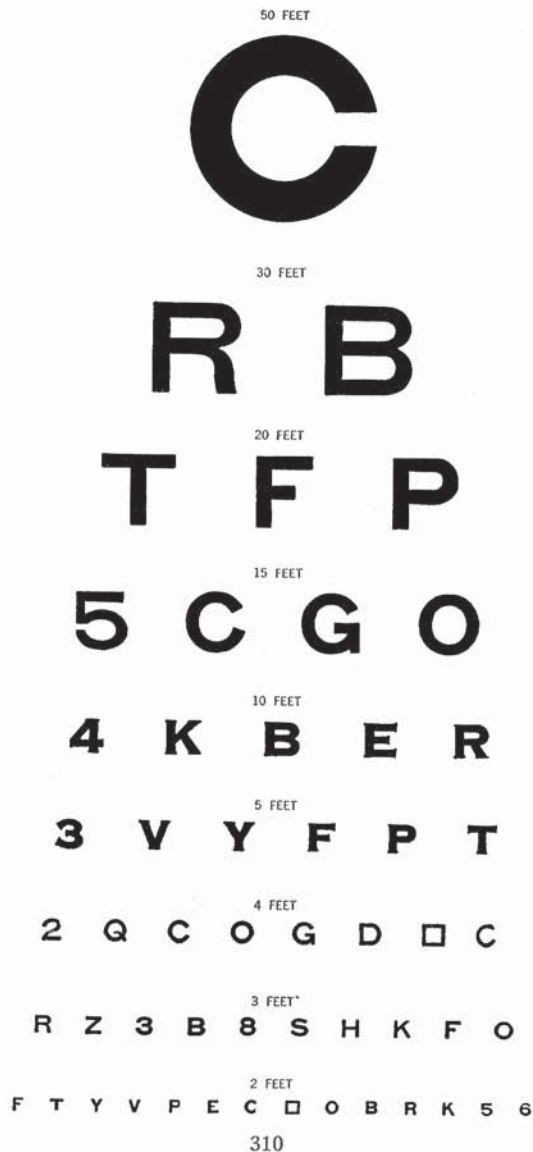 50 FEET
C
30 FEET
R B
20 FEET
T F P
15 FEET
5 C G O
10 FEET
4 K B E R
5 FEET
3 V Y F P T
4 FEET
2 Q C O G D □ C
3 FEET
R Z 3 B 8 S H K F O
2 FEET
F T Y V P E C □ O B R K 5 6
310